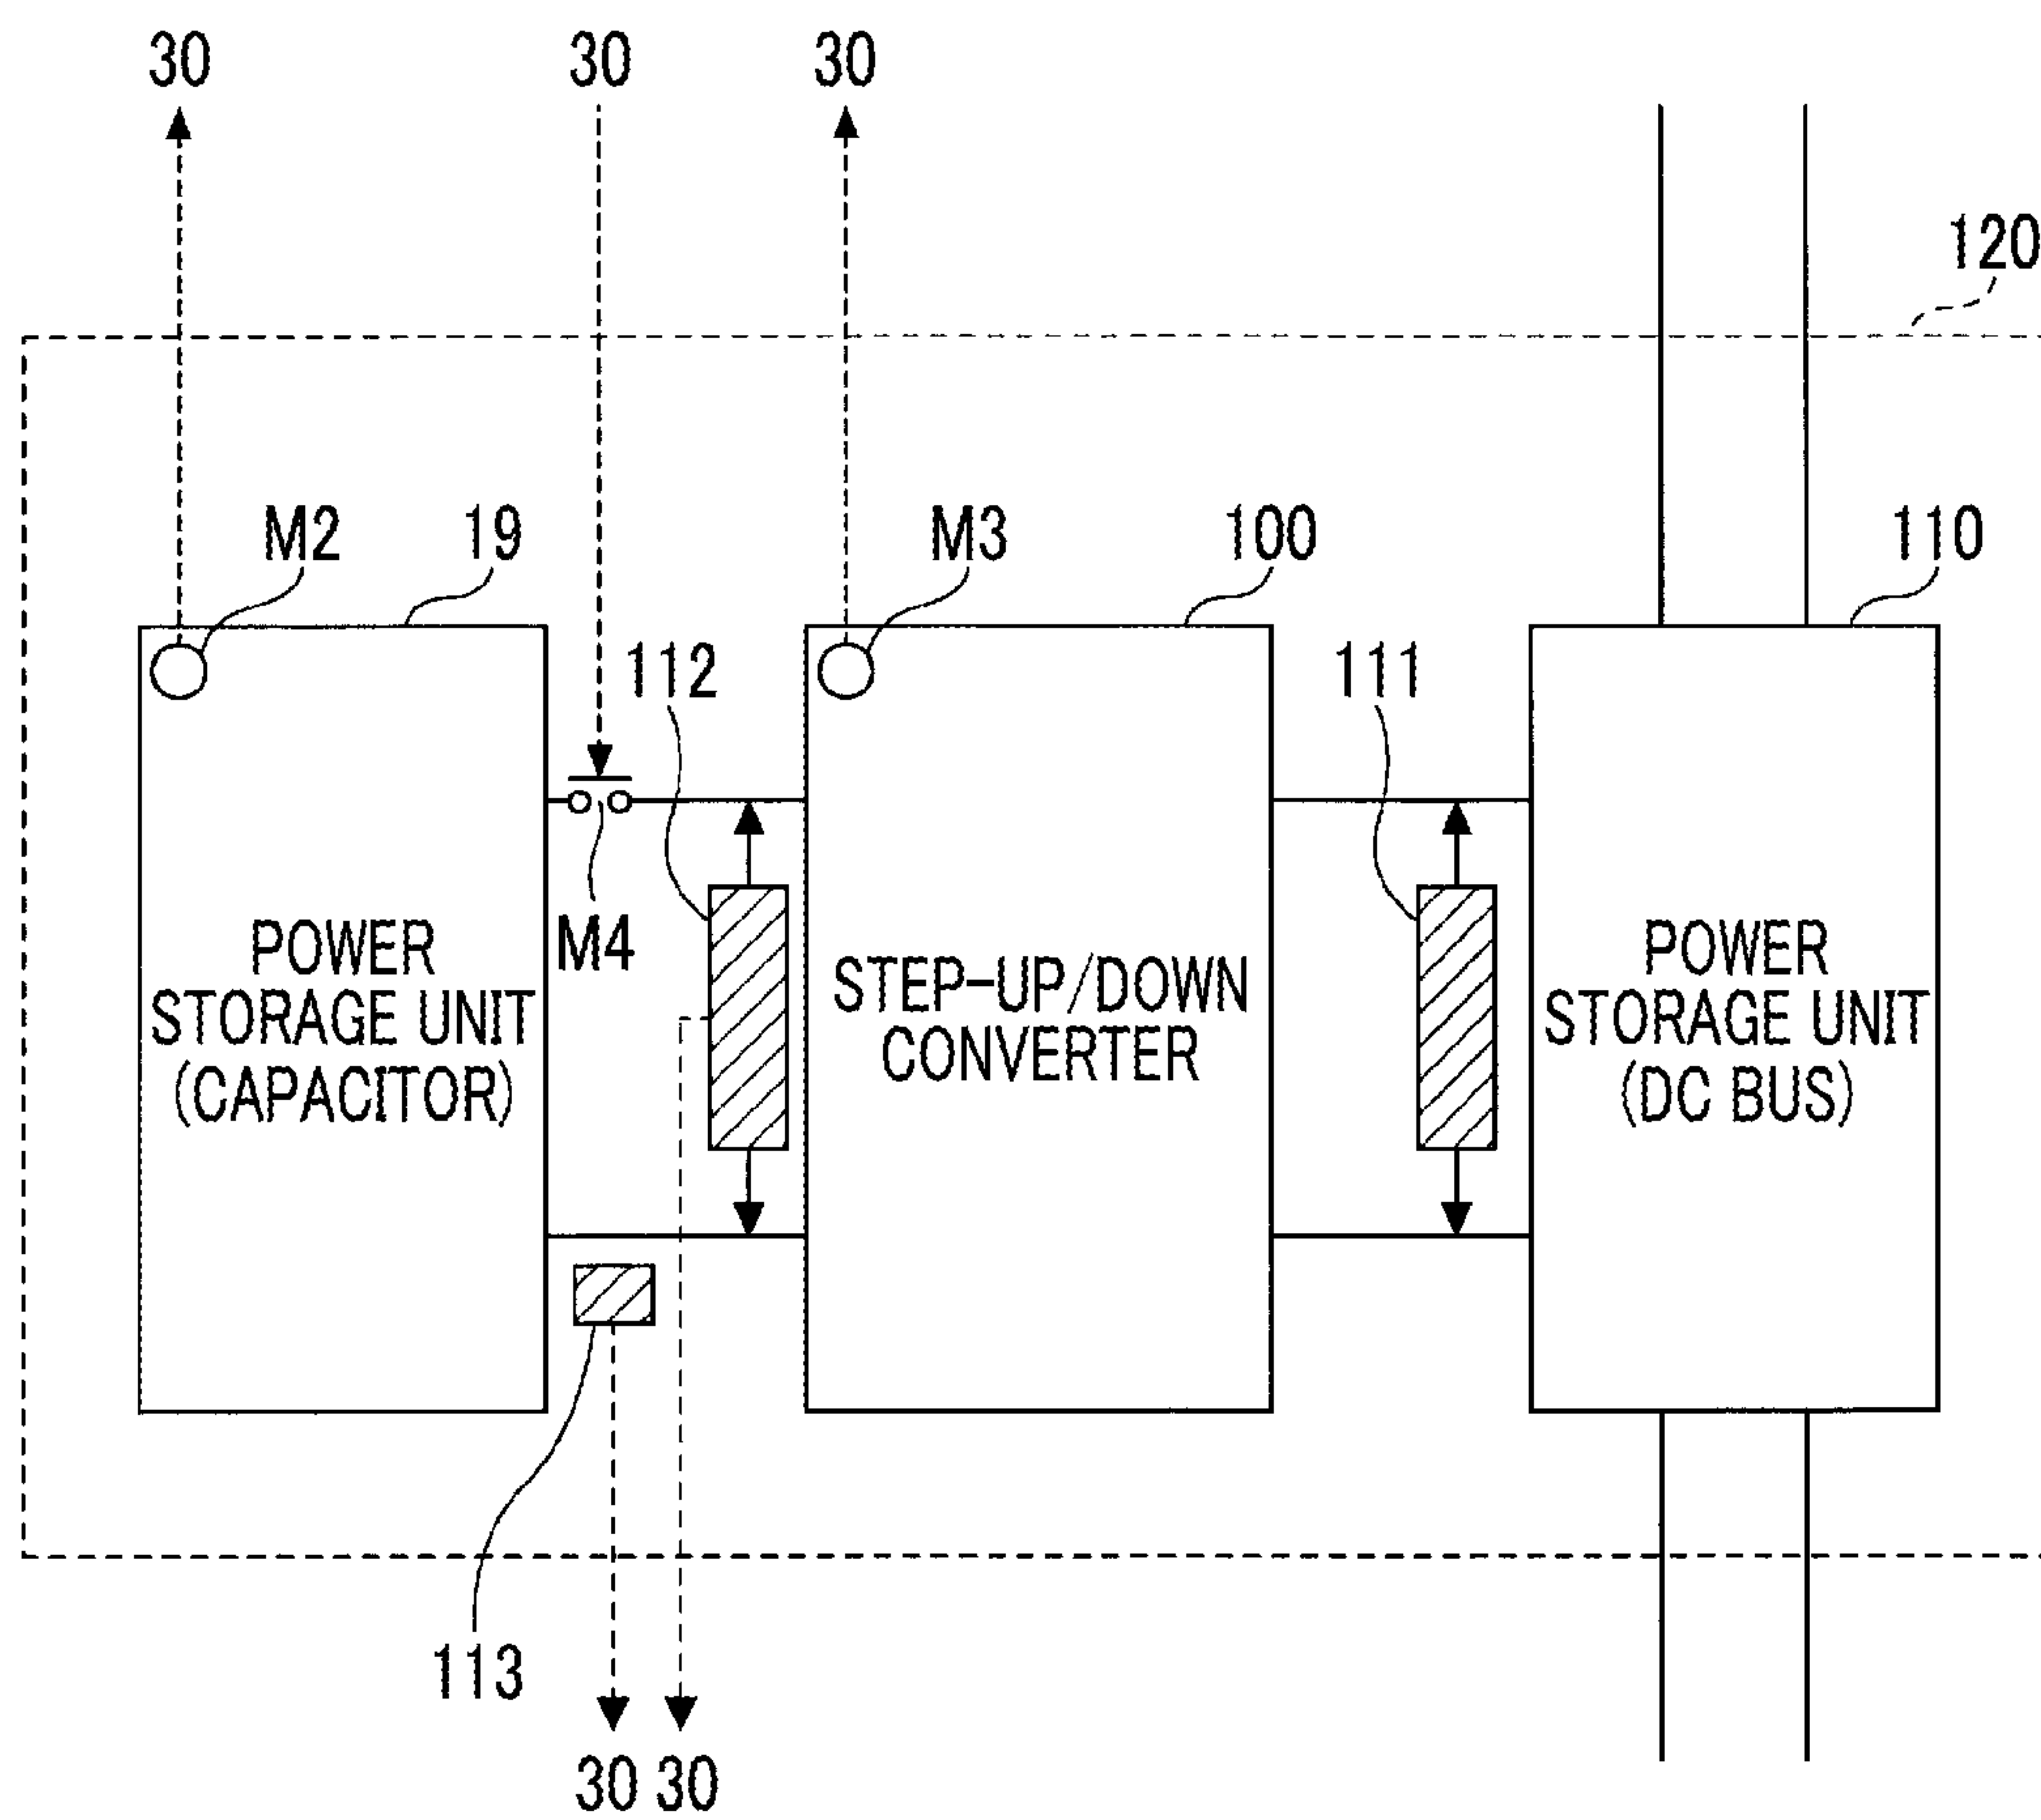 30
30
30
120
M2
19
M3
100
110
112
111
M4
POWER
STORAGE UNIT
(CAPACITOR)
STEP-UP/DOWN
CONVERTER
POWER
STORAGE UNIT
(DC BUS)
113
30
30